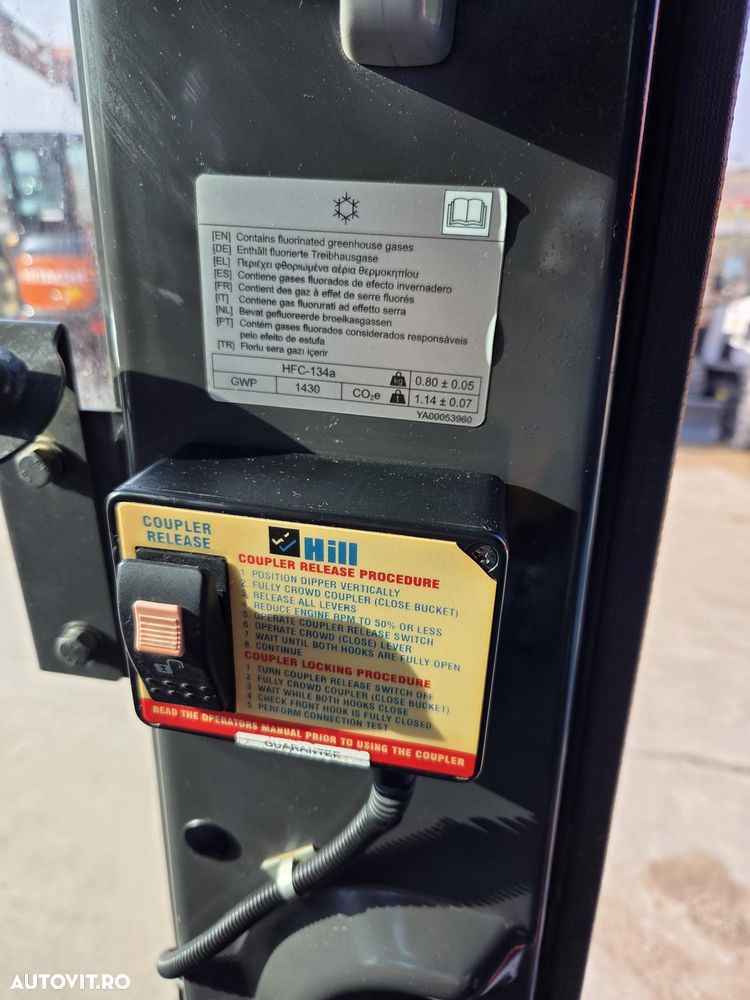 HITACHI
[EN] Contains fluorinated greenhouse gases
[DE] Enthält fluorierte Treibhausgase
[EL] Περιέχει φθοριωμένα αέρια θερμοκηπίου
[ES] Contiene gases fluorados de efecto invernadero
[FR] Contient des gaz à effet de serre fluorés
[IT] Contiene gas fluorurati ad effetto serra
[NL] Bevat gefluoreerde broeikasgassen
[PT] Contém gases fluorados considerados responsáveis
pelo efeito de estufa
[TR] Florlu sera gazı içerir
HFC-134a kg 0.80 ± 0.05
GWP 1430 CO₂e t 1.14 ± 0.07
YA00053960
COUPLER
RELEASE
Hill
COUPLER RELEASE PROCEDURE
1 POSITION DIPPER VERTICALLY
2 FULLY CROWD COUPLER (CLOSE BUCKET)
3 RELEASE ALL LEVERS
4 REDUCE ENGINE RPM TO 50% OR LESS
5 OPERATE COUPLER RELEASE SWITCH
6 OPERATE CROWD (CLOSE) LEVER
7 WAIT UNTIL BOTH HOOKS ARE FULLY OPEN
8 CONTINUE
COUPLER LOCKING PROCEDURE
1 TURN COUPLER RELEASE SWITCH OFF
2 FULLY CROWD COUPLER (CLOSE BUCKET)
3 WAIT WHILE BOTH HOOKS CLOSE
4 CHECK FRONT HOOK IS FULLY CLOSED
5 PERFORM CONNECTION TEST
READ THE OPERATORS MANUAL PRIOR TO USING THE COUPLER
GUARANTEE
AUTOVIT.RO